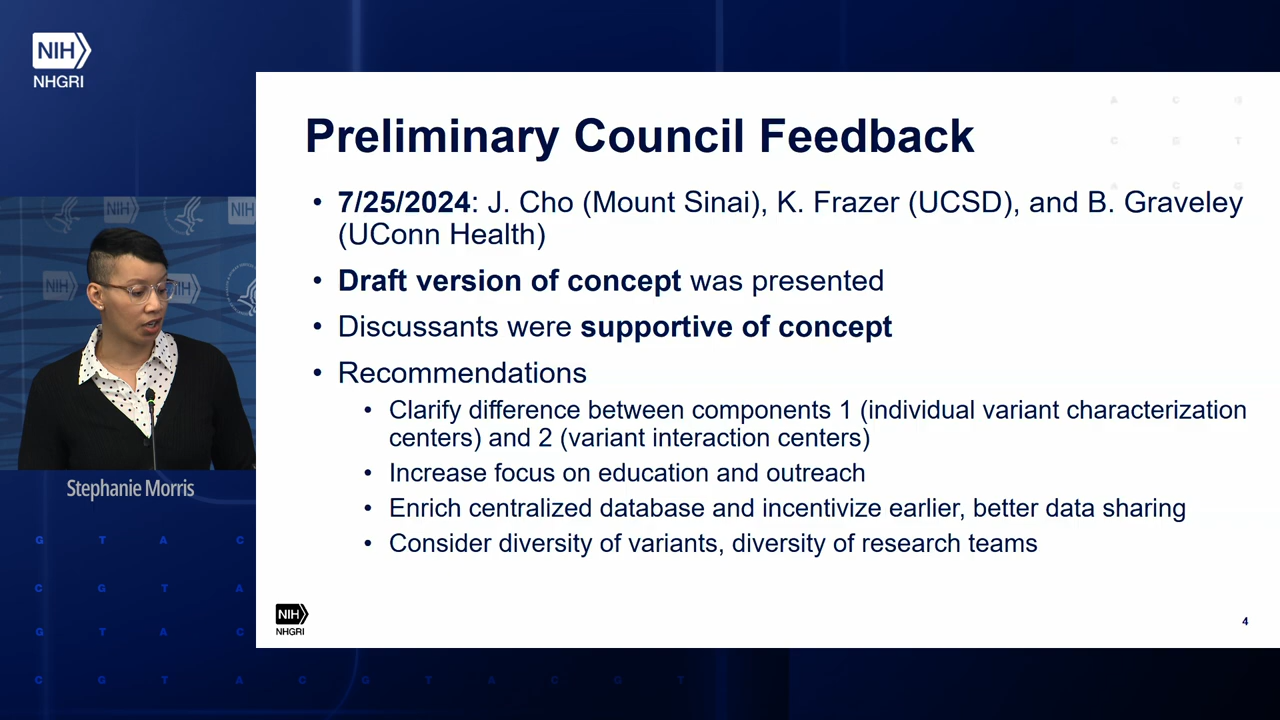 NIH
NHGRI
Preliminary Council Feedback
A C G
C G T
A C G
• 7/25/2024: J. Cho (Mount Sinai), K. Frazer (UCSD), and B. Graveley
(UConn Health)
• Draft version of concept was presented
• Discussants were supportive of concept
• Recommendations
• Clarify difference between components 1 (individual variant characterization
centers) and 2 (variant interaction centers)
• Increase focus on education and outreach
• Enrich centralized database and incentivize earlier, better data sharing
• Consider diversity of variants, diversity of research teams
NIH
NHGRI
4
NIH
NIH
NIH
NIH
Stephanie Morris
G T A C
C G T A
G T A C
C G T A C G T A C G T